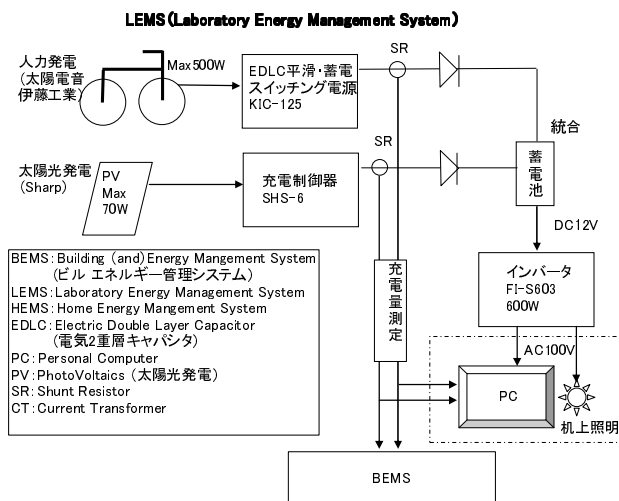 LEMS(Laboratory Energy Management System)
人力発電
(太陽電音
伊藤工業)
Max500W
EDLC平滑・蓄電
スイッチング電源
KIC-125
SR
統合
太陽光発電
(Sharp)
PV
Max
70W
充電制御器
SHS-6
SR
蓄電池
DC12V
BEMS:Building (and)Energy Mangement System
(ビル エネルギー管理システム)
LEMS:Laboratory Energy Management System
HEMS:Home Energy Mangement System
EDLC:Electric Double Layer Capacitor
(電気2重層キャパシタ)
PC:Personal Computer
PV:PhotoVoltaics (太陽光発電)
SR:Shunt Resistor
CT:Current Transformer
充電量測定
インバータ
FI-S603
600W
AC100V
PC
机上照明
BEMS